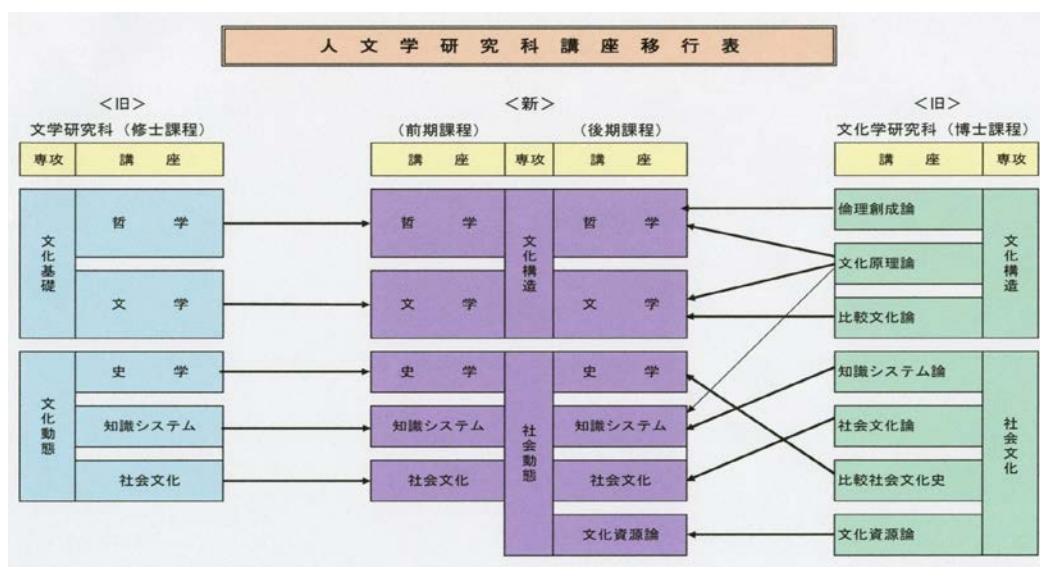 人文学研究科講座移行表
<旧>
文学研究科（修士課程）
専攻
講座
文化基礎
哲学
文学
文化動態
史学
知識システム
社会文化
<新>
（前期課程）
（後期課程）
講座
専攻
講座
哲学
文化構造
哲学
文学
文学
史学
社会動態
史学
知識システム
知識システム
社会文化
社会文化
文化資源論
<旧>
文化学研究科（博士課程）
講座
専攻
倫理創成論
文化構造
文化原理論
比較文化論
知識システム論
社会文化
社会文化論
比較社会文化史
文化資源論